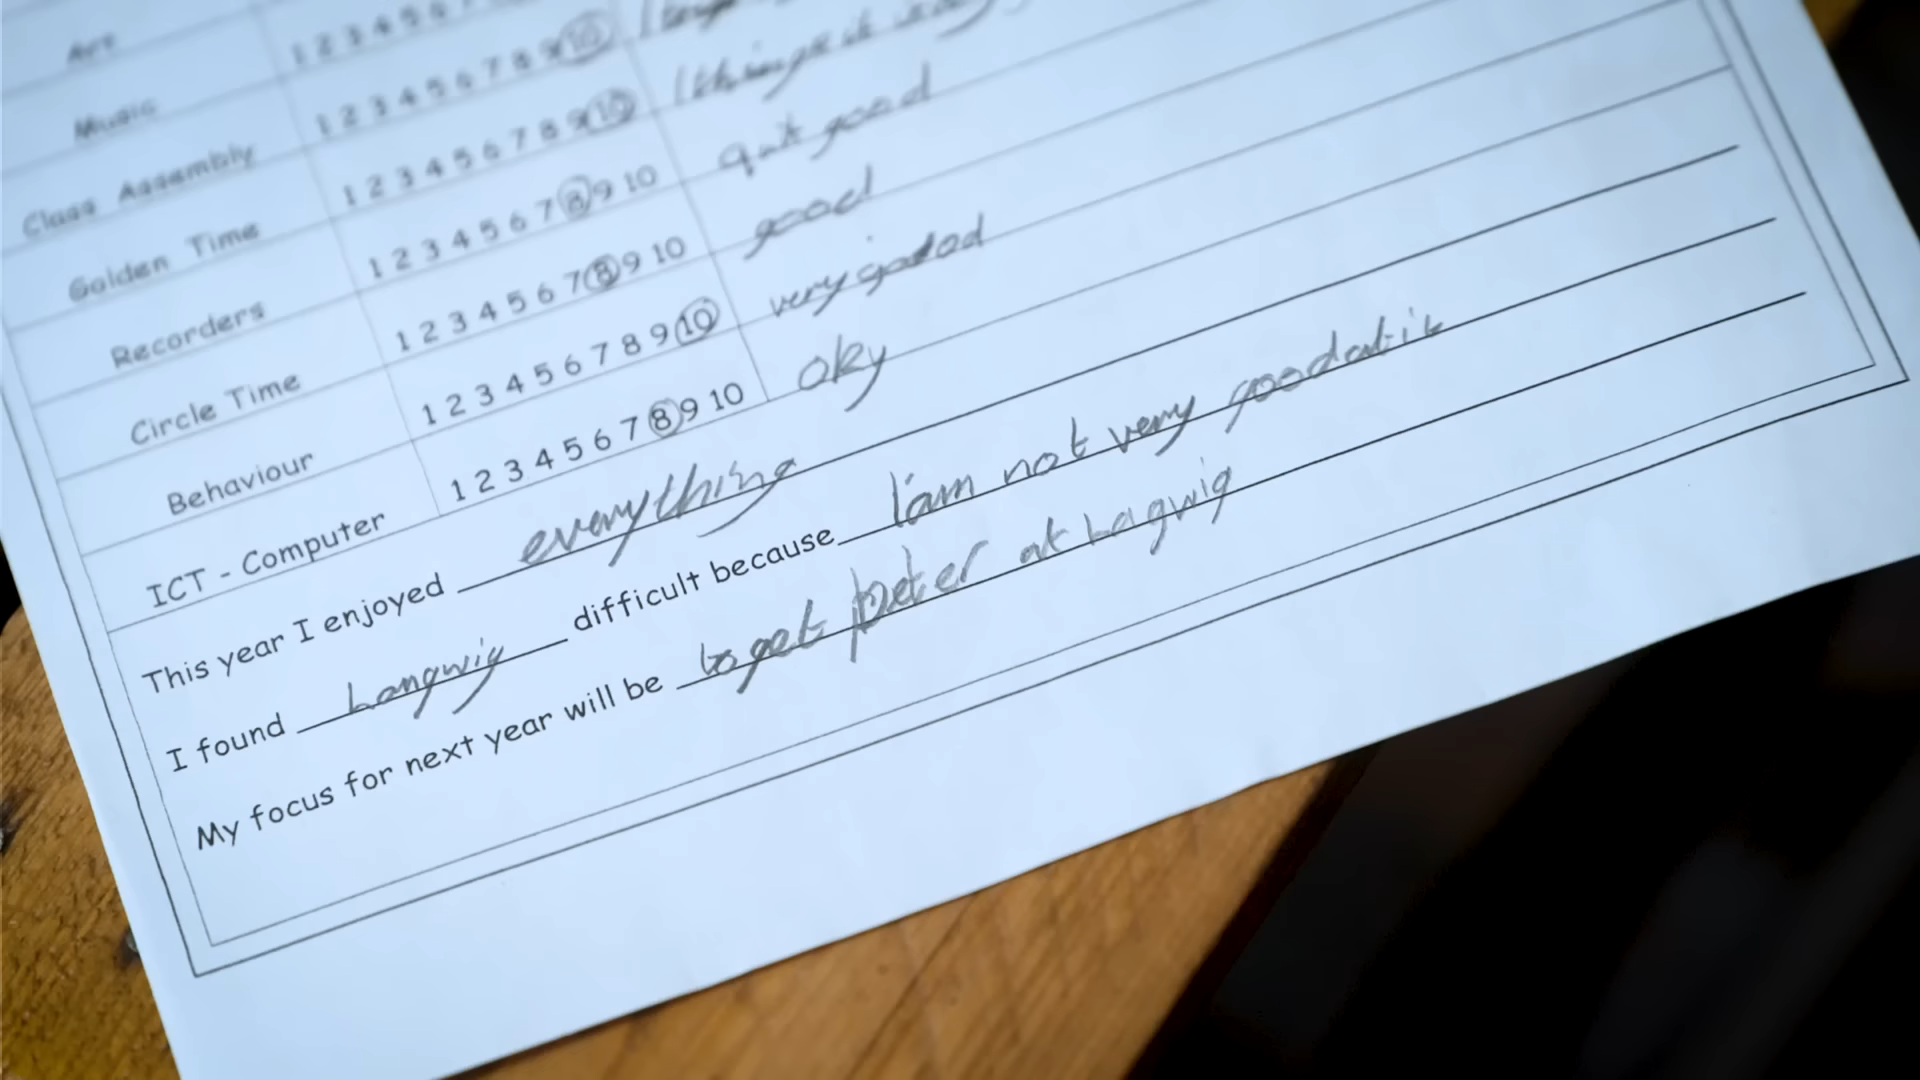 Art
Music 1 2 3 4 5 6 7
Class Assembly 1 2 3 4 5 6 7 8 9 10
Golden Time 1 2 3 4 5 6 7 8 9 10 I thing it is
Recorders 1 2 3 4 5 6 7 8 9 10 quit good
Circle Time 1 2 3 4 5 6 7 8 9 10 good
Behaviour 1 2 3 4 5 6 7 8 9 10 very good
ICT - Computer 1 2 3 4 5 6 7 8 9 10 oky
This year I enjoyed everything
I found Langwig difficult because I'am not very good at it
My focus for next year will be to get beter at Lagwig